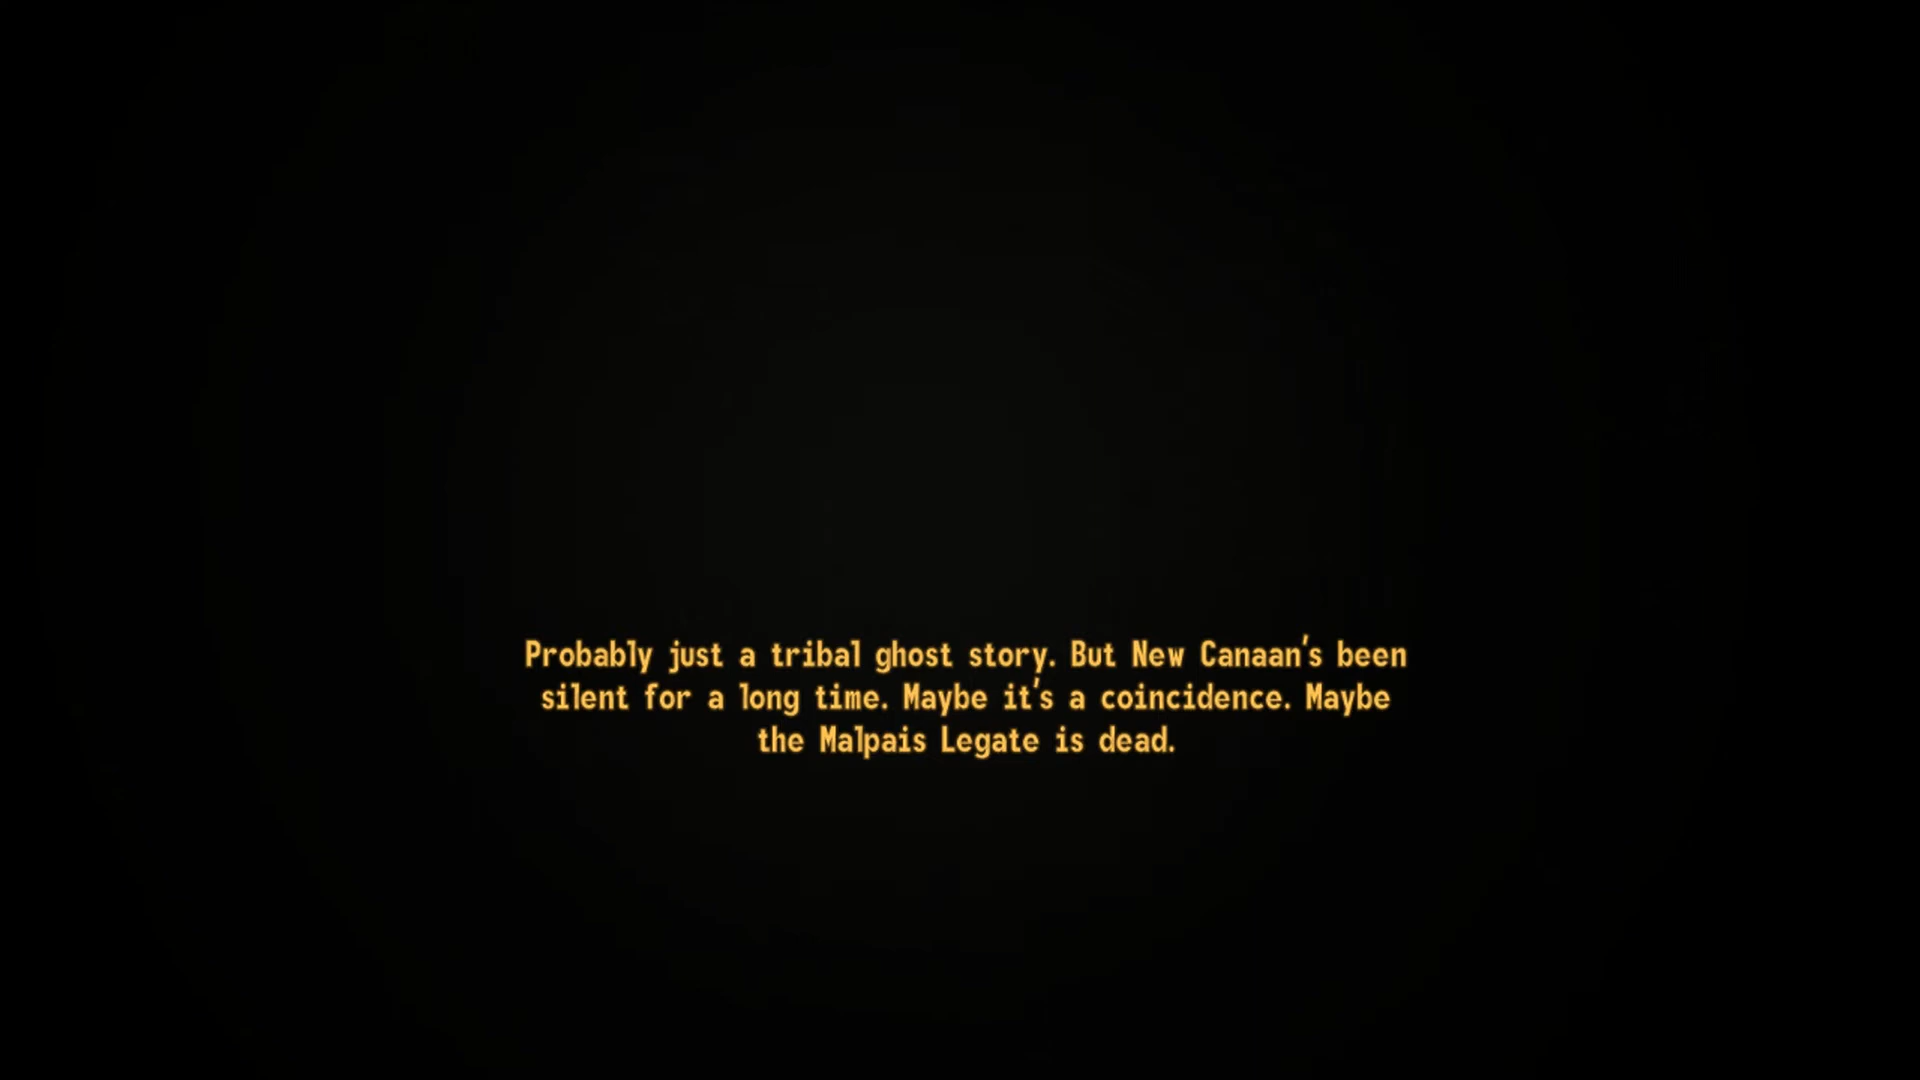 Probably just a tribal ghost story. But New Canaan's been
silent for a long time. Maybe it's a coincidence. Maybe
the Malpais Legate is dead.